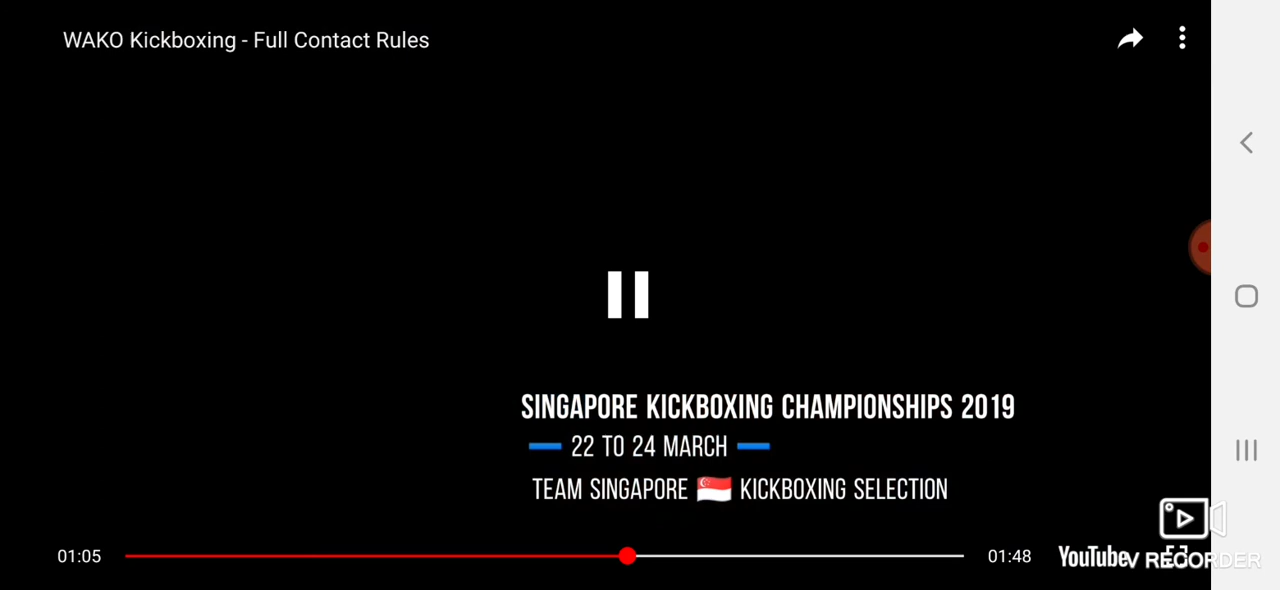 WAKO Kickboxing - Full Contact Rules
SINGAPORE KICKBOXING CHAMPIONSHIPS 2019
22 TO 24 MARCH
TEAM SINGAPORE 🇸🇬 KICKBOXING SELECTION
01:05
01:48
YouTube
V RECORDER